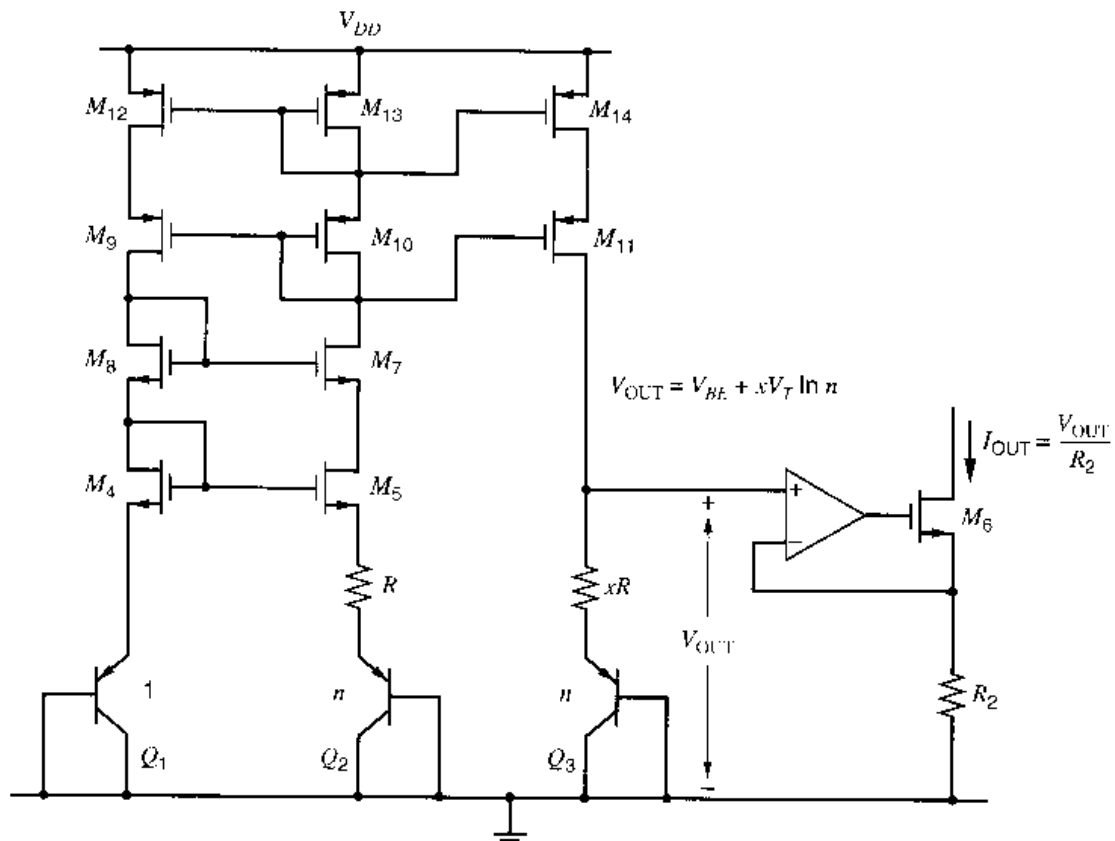 V_DD
M_12
M_13
M_14
M_9
M_10
M_11
M_8
M_7
V_OUT = V_BE + xV_T ln n
I_OUT = V_OUT / R_2
M_4
M_5
+
+
−
M_6
R
xR
V_OUT
R_2
1
n
n
Q_1
Q_2
Q_3
−